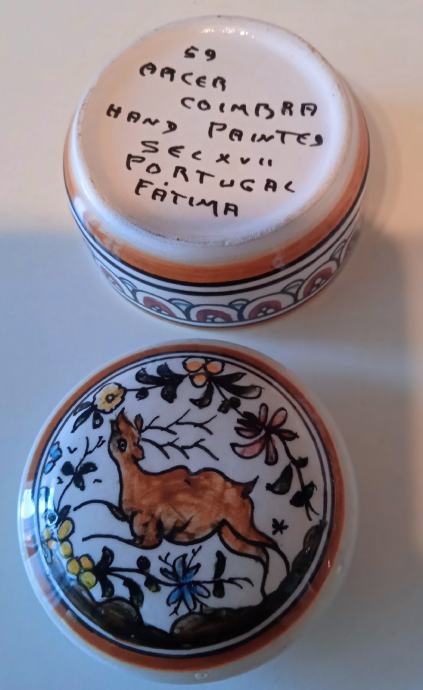 59
ARCER
COIMBRA
HAND PAINTED
SEC XVII
PORTUGAL
FÁTIMA